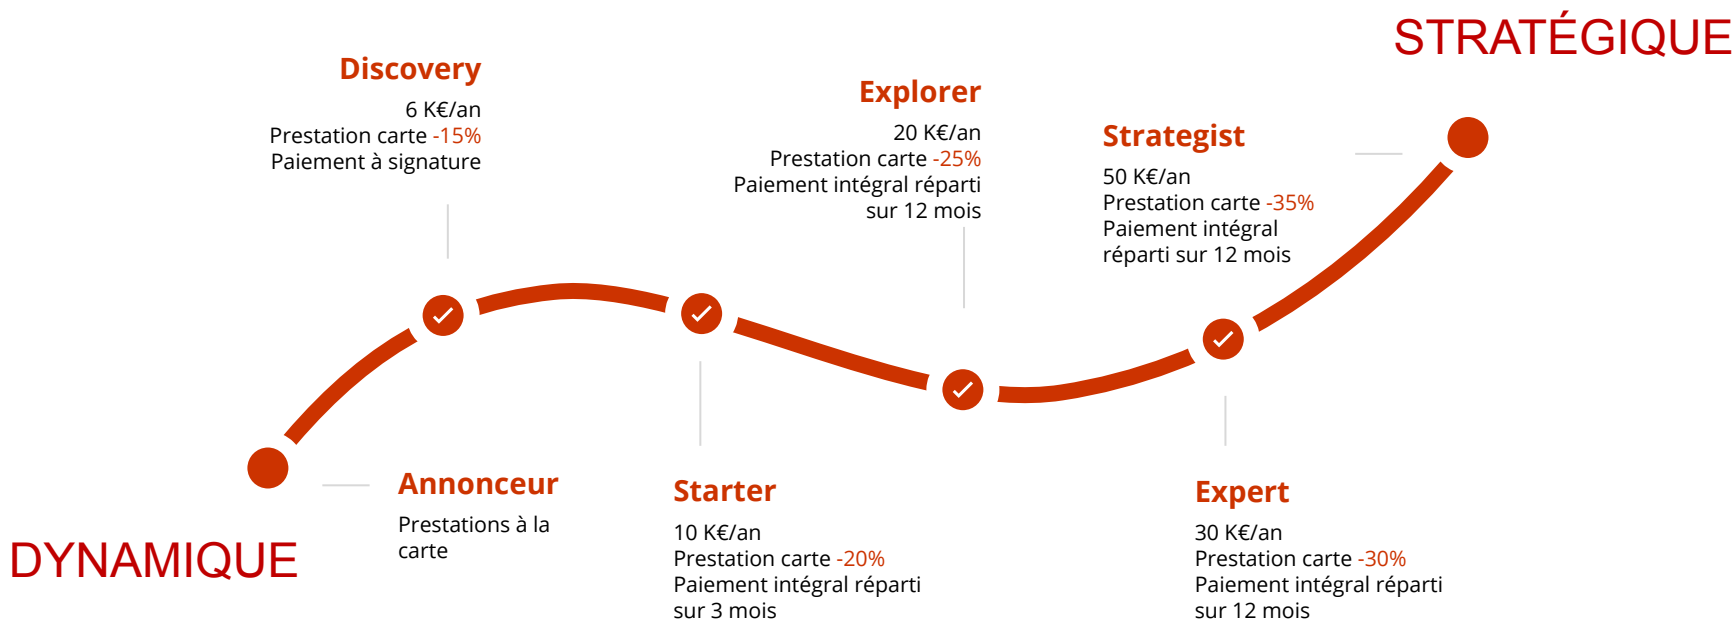 STRATÉGIQUE
Discovery
6 K€/an
Prestation carte -15%
Paiement à signature
Explorer
20 K€/an
Prestation carte -25%
Paiement intégral réparti
sur 12 mois
Strategist
50 K€/an
Prestation carte -35%
Paiement intégral
réparti sur 12 mois
DYNAMIQUE
Annonceur
Prestations à la
carte
Starter
10 K€/an
Prestation carte -20%
Paiement intégral réparti
sur 3 mois
Expert
30 K€/an
Prestation carte -30%
Paiement intégral réparti
sur 12 mois